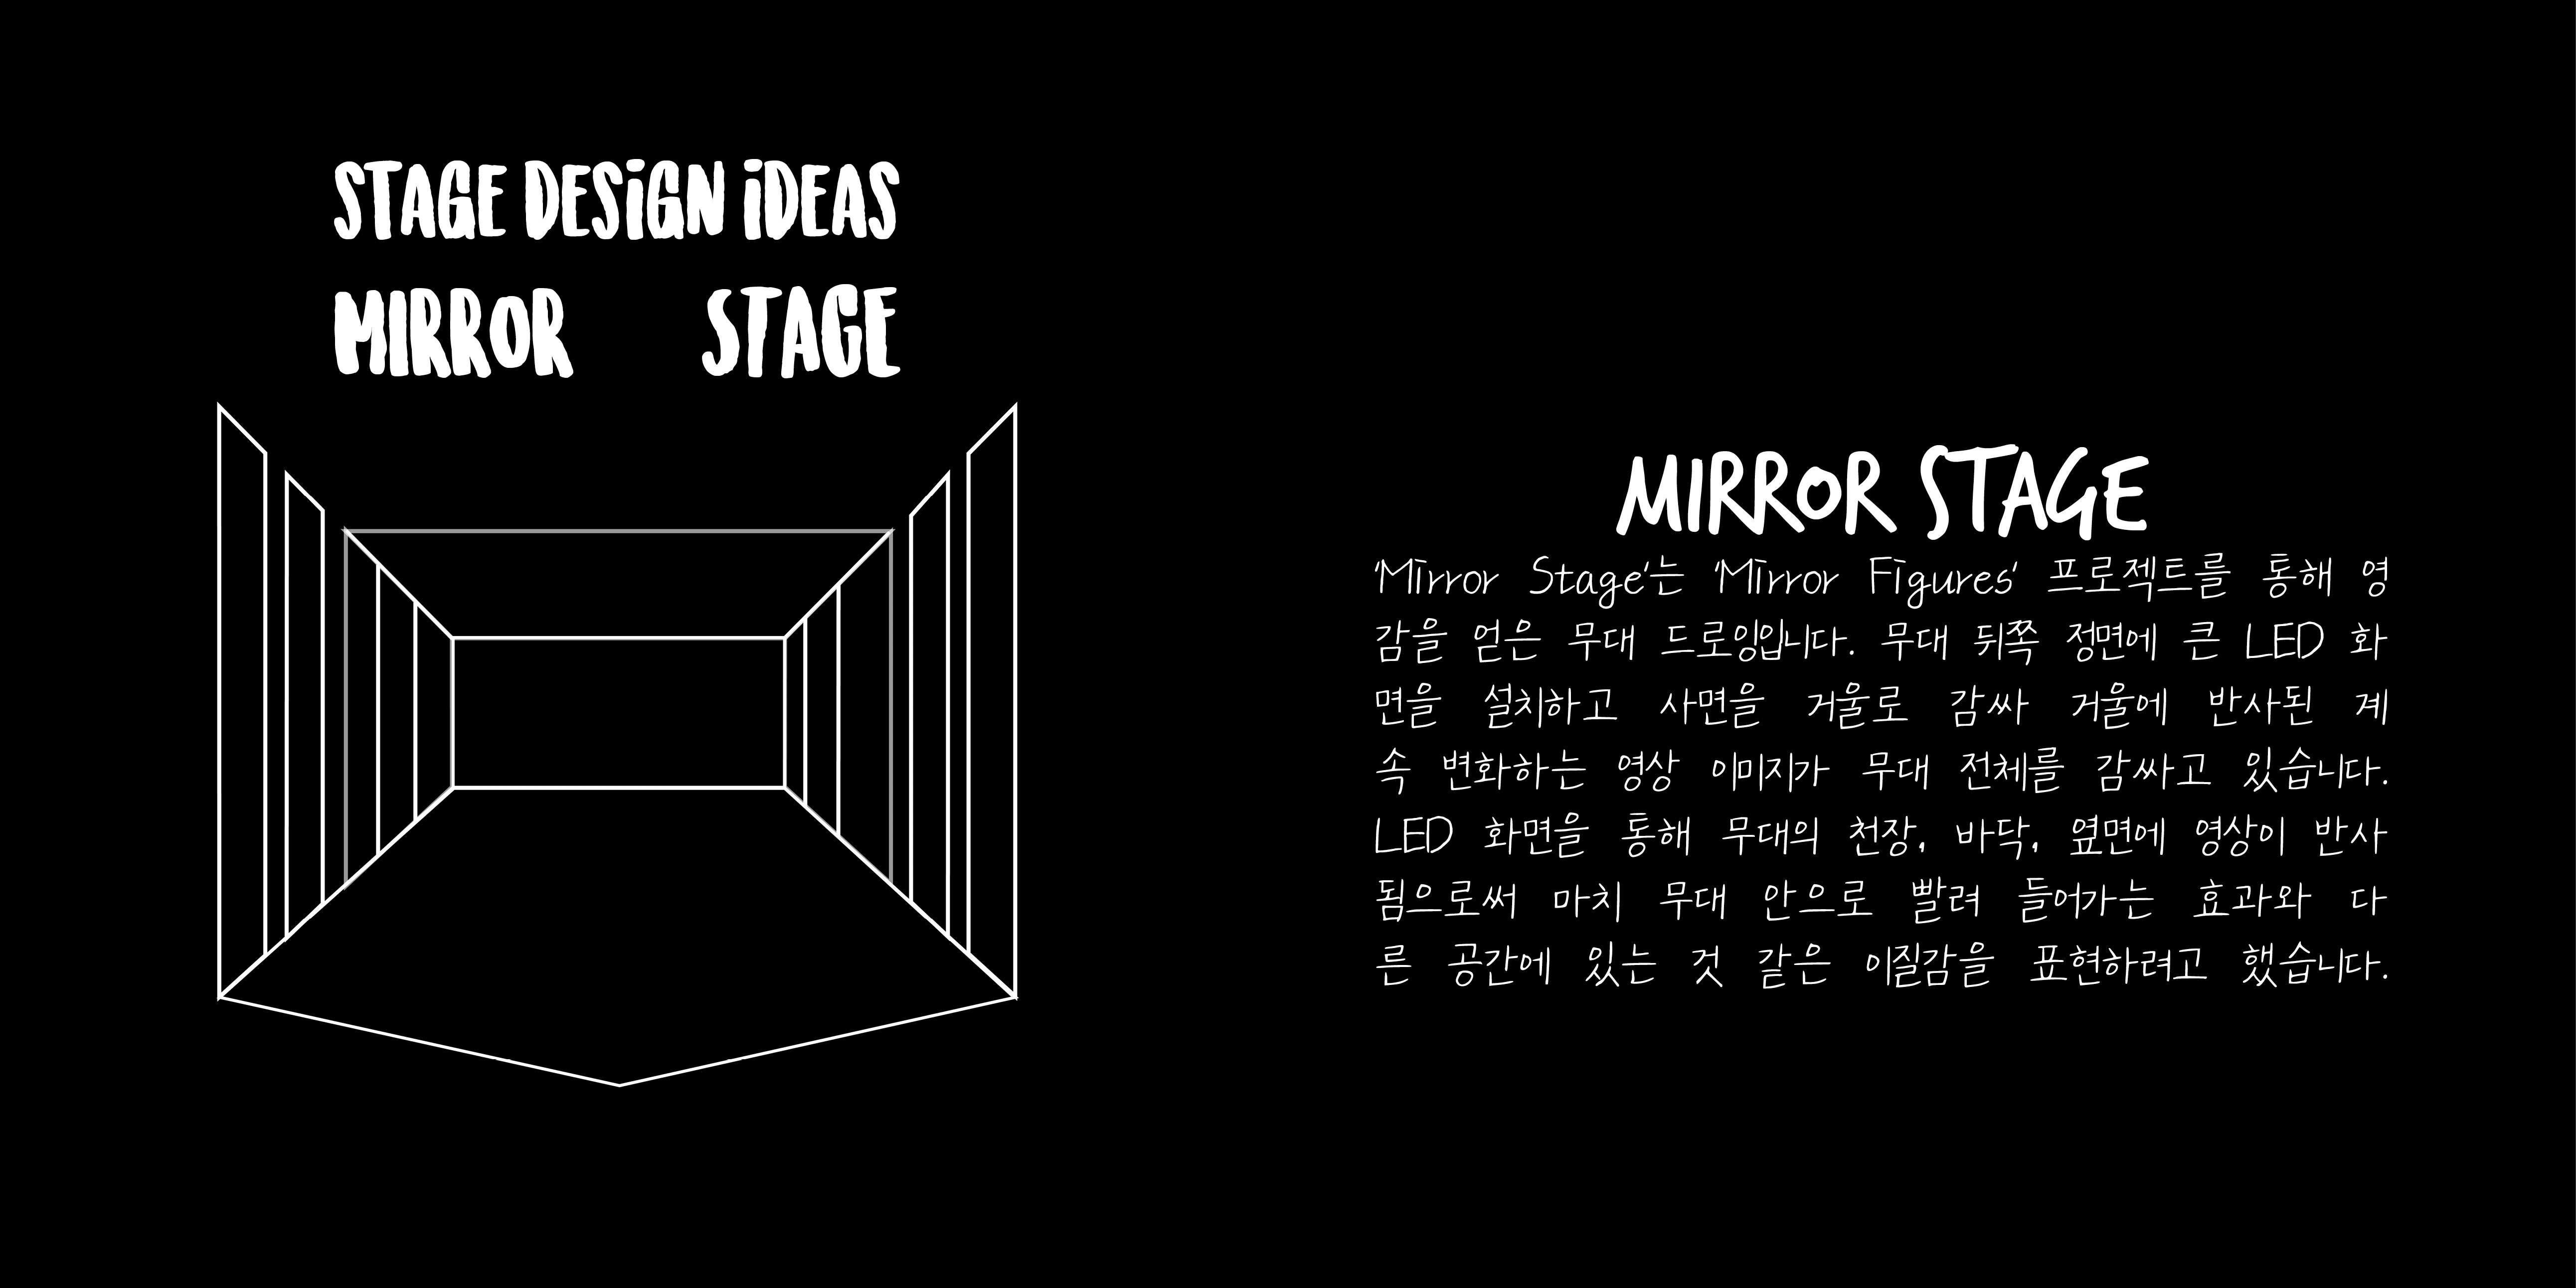 STAGE DESiGN iDEAS
MIRROR STAGE
MIRROR STAGE
'Mirror Stage'는 'Mirror Figures' 프로젝트를 통해 영
감을 얻은 무대 드로잉입니다. 무대 뒤쪽 정면에 큰 LED 화
면을 설치하고 사면을 거울로 감싸 거울에 반사된 계
속 변화하는 영상 이미지가 무대 전체를 감싸고 있습니다.
LED 화면을 통해 무대의 천장, 바닥, 옆면에 영상이 반사
됨으로써 마치 무대 안으로 빨려 들어가는 효과와 다
른 공간에 있는 것 같은 이질감을 표현하려고 했습니다.